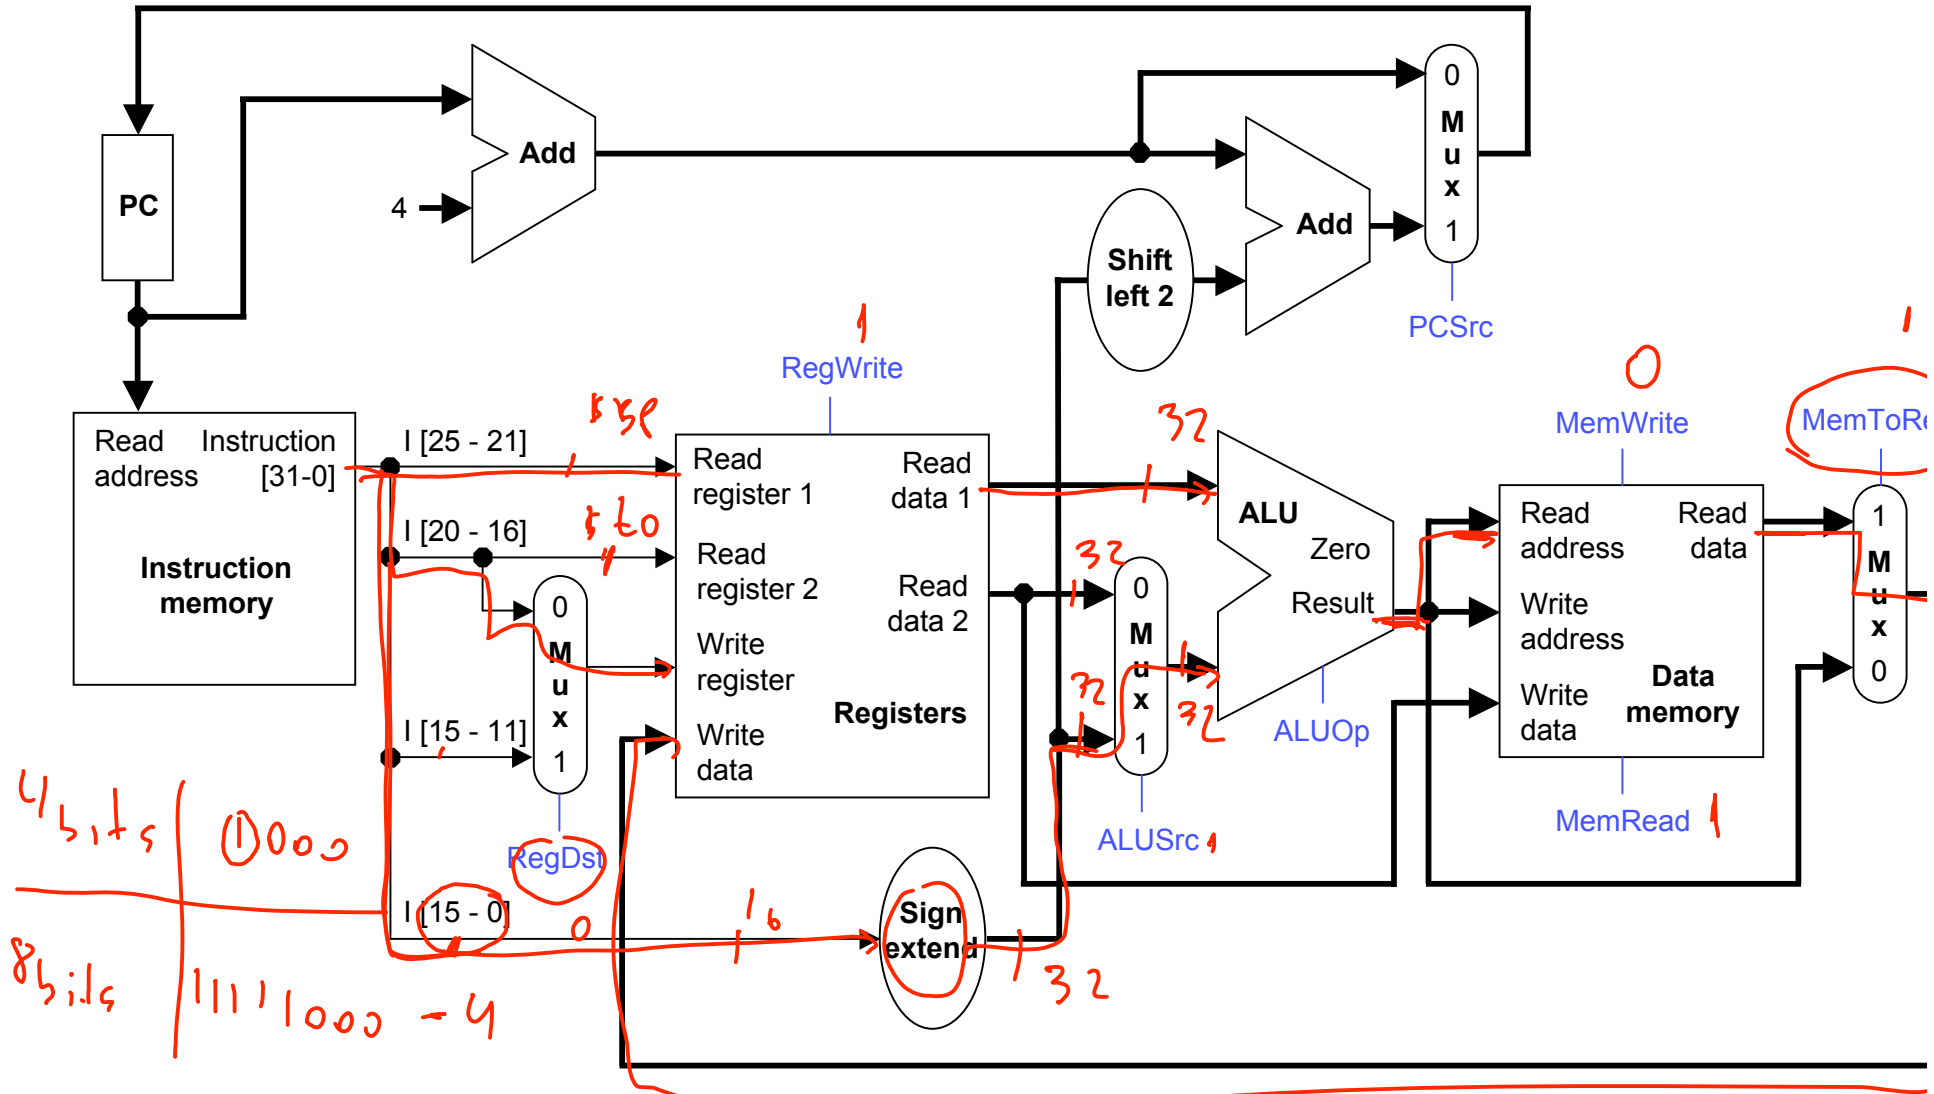 0
M
u
x
1
PCSrc
Add
Add
4
PC
Shift
left 2
1
RegWrite
0
MemWrite
1
MemToRe
Read
address
Instruction
[31-0]
Instruction
memory
I [25 - 21]
I [20 - 16]
$t0
I [15 - 11]
I [15 - 0]
0
M
u
x
1
RegDst
0
Read
register 1
Read
register 2
Write
register
Write
data
Read
data 1
Read
data 2
Registers
32
32
32
32
0
M
u
x
1
ALUSrc 1
ALU
Zero
Result
ALUOp
Read
address
Write
address
Write
data
Read
data
Data
memory
MemRead 1
1
M
u
x
0
16
Sign
extend
32
4 bits 1000
8 bits 11111000 - 4